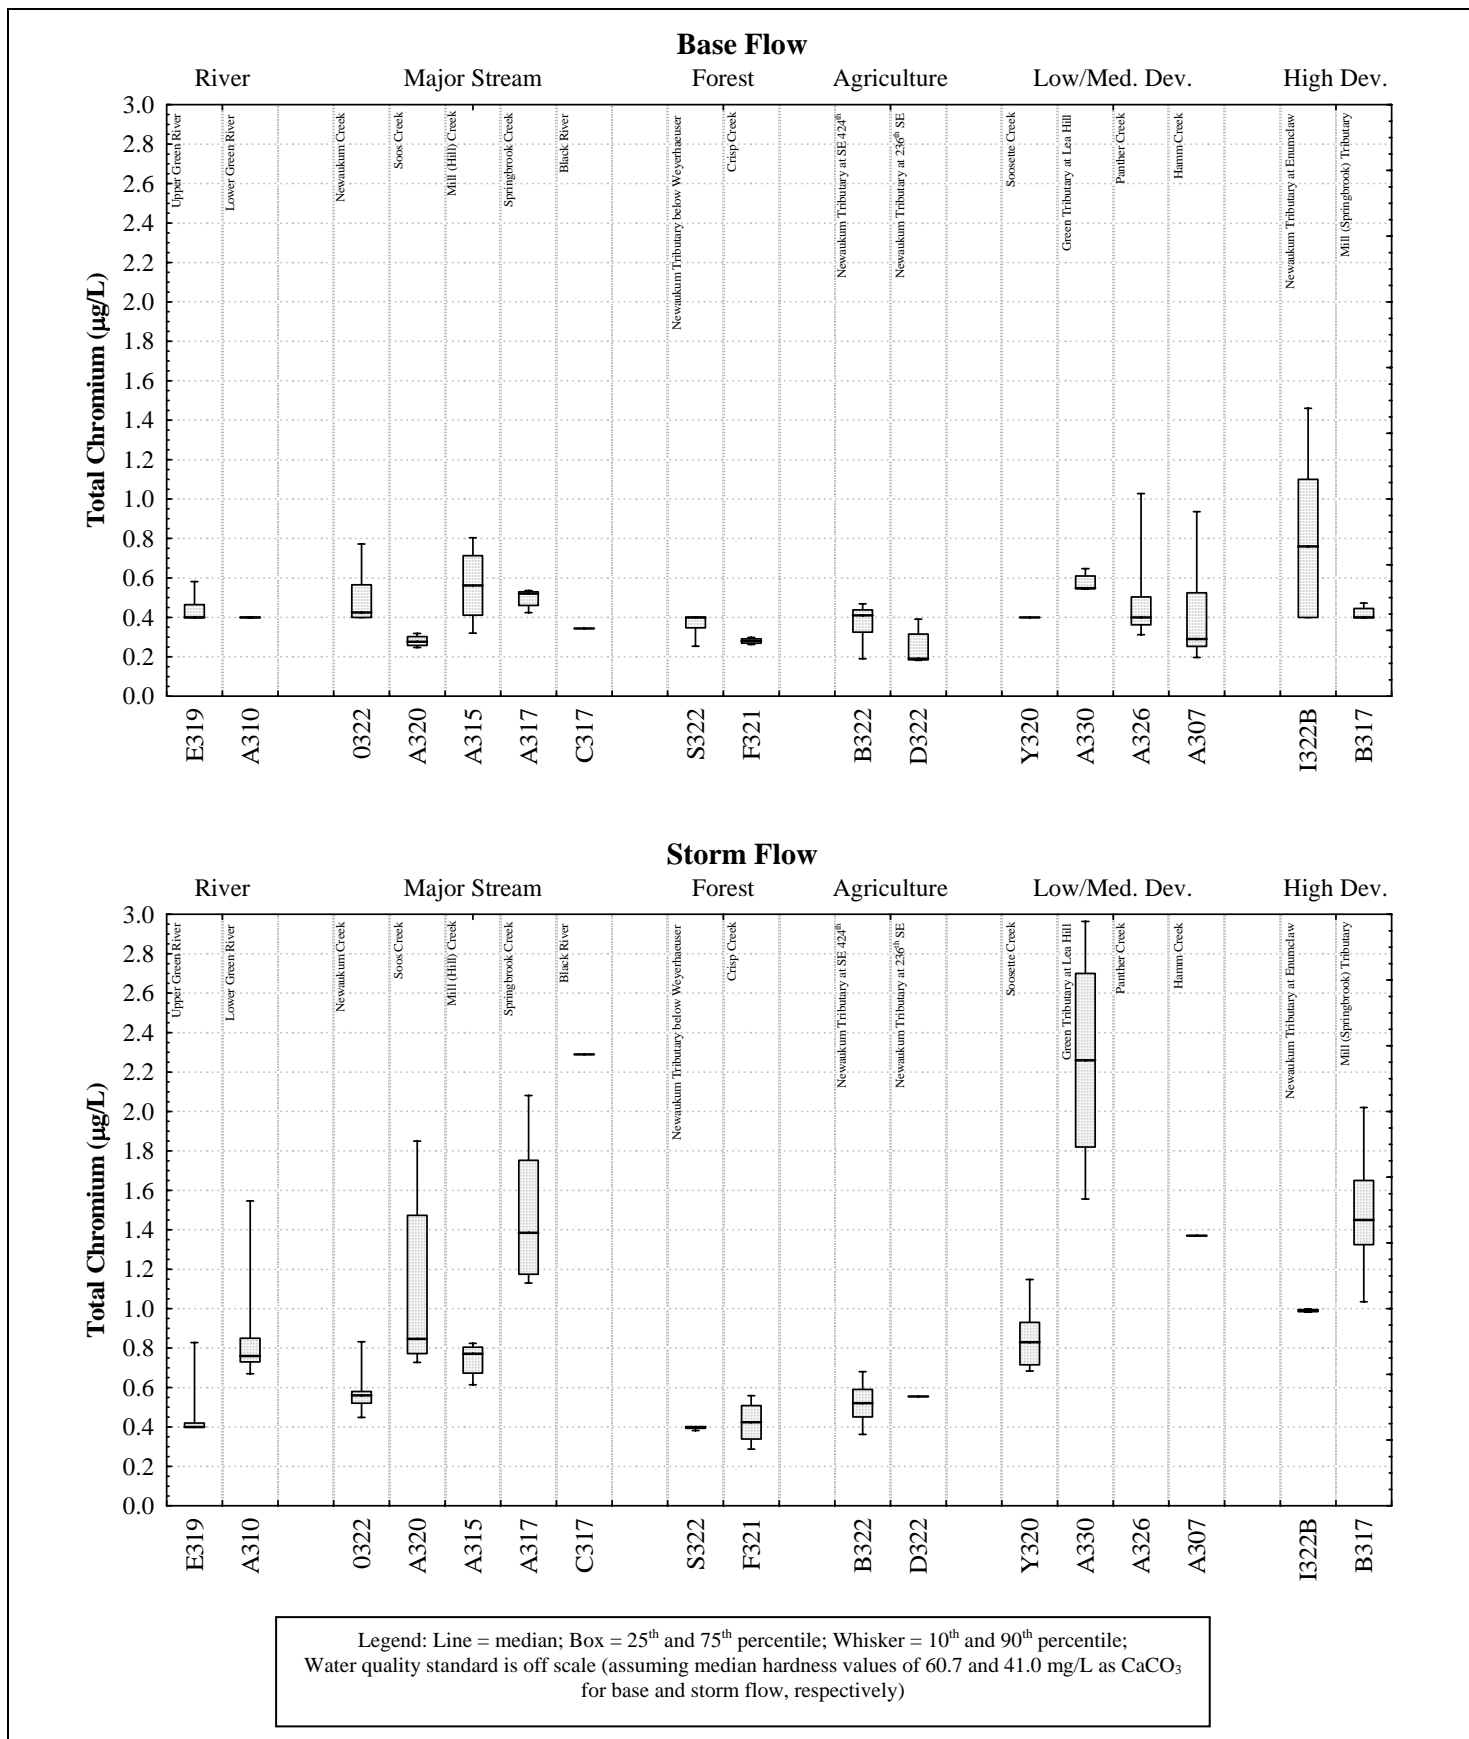 Base Flow
River Major Stream Forest Agriculture Low/Med. Dev. High Dev.
Total Chromium (µg/L)
3.0
2.8
2.6
2.4
2.2
2.0
1.8
1.6
1.4
1.2
1.0
0.8
0.6
0.4
0.2
0.0
Upper Green River
Lower Green River
Newaukum Creek
Soos Creek
Mill (Hill) Creek
Springbrook Creek
Black River
Newaukum Tributary below Weyerhaeuser
Crisp Creek
Newaukum Tributary at SE 424th
Newaukum Tributary at 236th SE
Soosette Creek
Green Tributary at Lea Hill
Panther Creek
Hamm Creek
Newaukum Tributary at Enumclaw
Mill (Springbrook) Tributary
E319
A310
0322
A320
A315
A317
C317
S322
F321
B322
D322
Y320
A330
A326
A307
I322B
B317
Storm Flow
River Major Stream Forest Agriculture Low/Med. Dev. High Dev.
Total Chromium (µg/L)
3.0
2.8
2.6
2.4
2.2
2.0
1.8
1.6
1.4
1.2
1.0
0.8
0.6
0.4
0.2
0.0
Upper Green River
Lower Green River
Newaukum Creek
Soos Creek
Mill (Hill) Creek
Springbrook Creek
Black River
Newaukum Tributary below Weyerhaeuser
Crisp Creek
Newaukum Tributary at SE 424th
Newaukum Tributary at 236th SE
Soosette Creek
Green Tributary at Lea Hill
Panther Creek
Hamm Creek
Newaukum Tributary at Enumclaw
Mill (Springbrook) Tributary
E319
A310
0322
A320
A315
A317
C317
S322
F321
B322
D322
Y320
A330
A326
A307
I322B
B317
Legend: Line = median; Box = 25th and 75th percentile; Whisker = 10th and 90th percentile;
Water quality standard is off scale (assuming median hardness values of 60.7 and 41.0 mg/L as CaCO3
for base and storm flow, respectively)